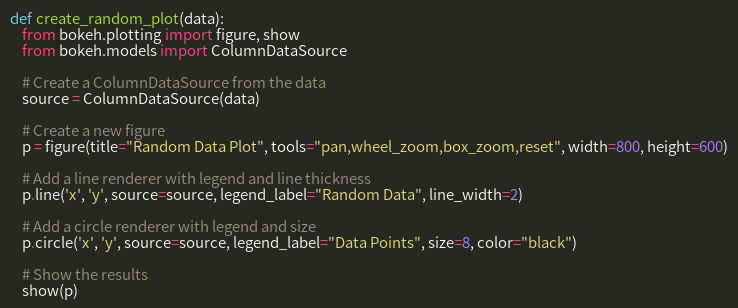 def create_random_plot(data):
    from bokeh.plotting import figure, show
    from bokeh.models import ColumnDataSource

    # Create a ColumnDataSource from the data
    source = ColumnDataSource(data)

    # Create a new figure
    p = figure(title="Random Data Plot", tools="pan,wheel_zoom,box_zoom,reset", width=800, height=600)

    # Add a line renderer with legend and line thickness
    p.line('x', 'y', source=source, legend_label="Random Data", line_width=2)

    # Add a circle renderer with legend and size
    p.circle('x', 'y', source=source, legend_label="Data Points", size=8, color="black")

    # Show the results
    show(p)